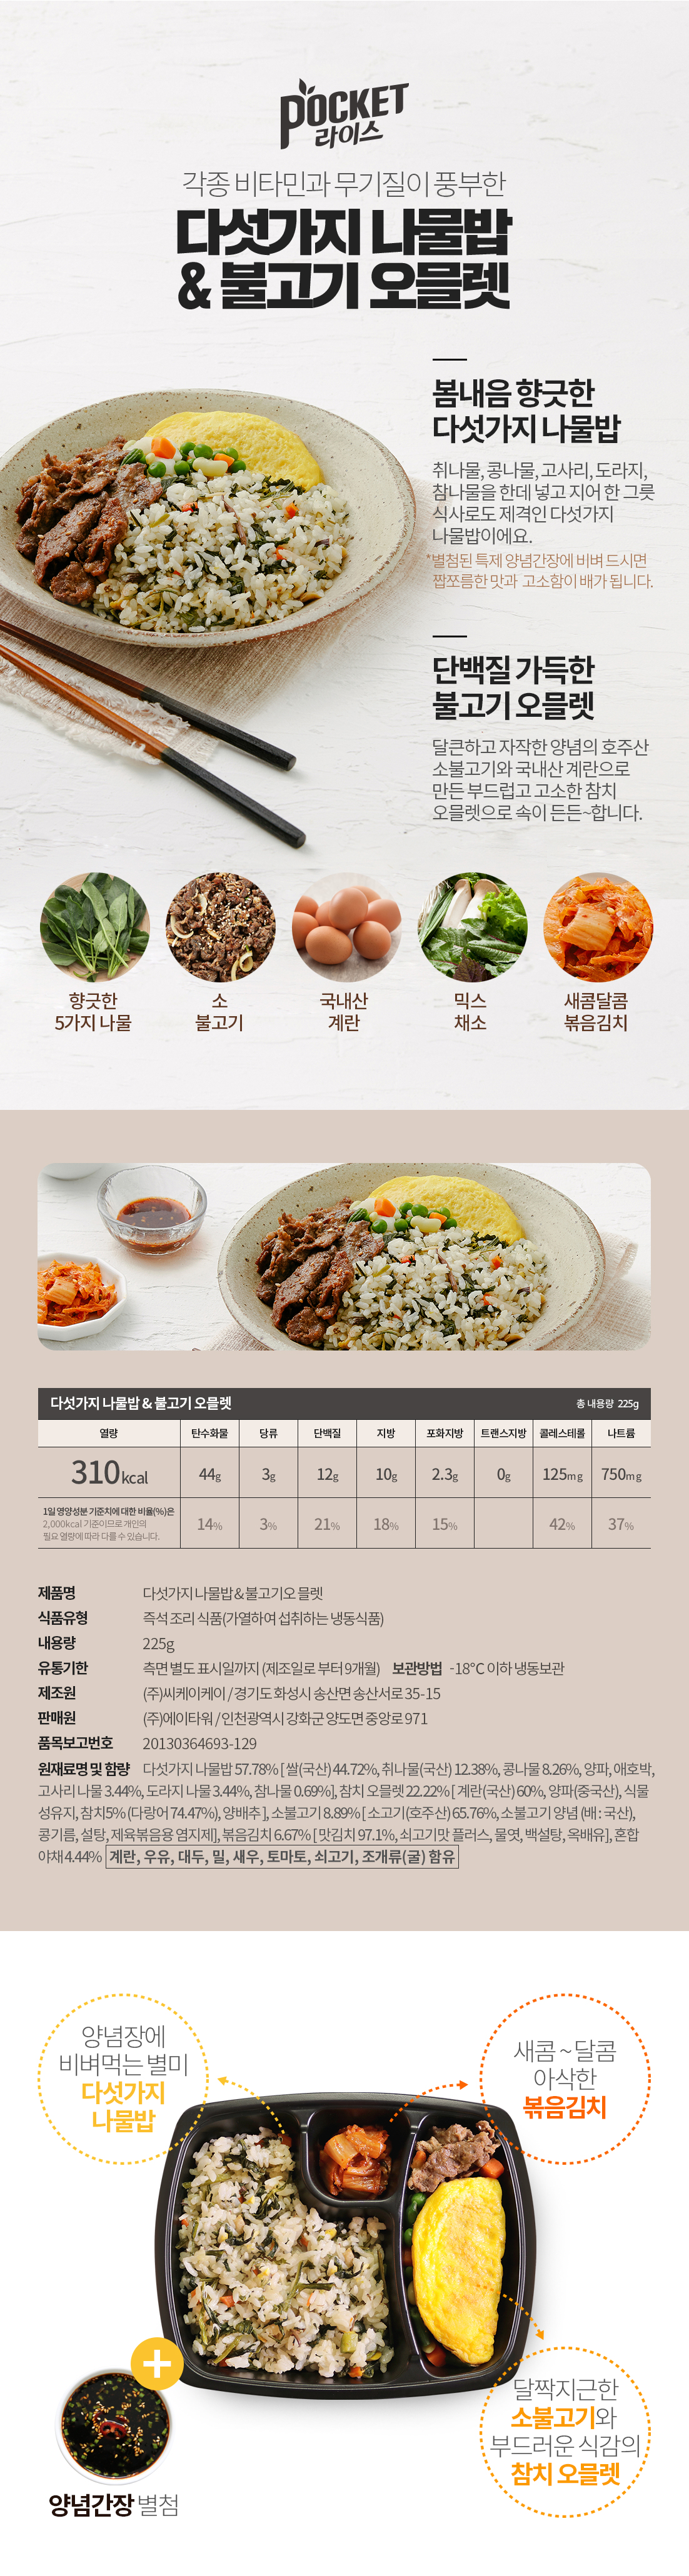 POCKET
라이스
각종 비타민과 무기질이 풍부한
다섯가지 나물밥
& 불고기 오믈렛
봄내음 향긋한
다섯가지 나물밥
취나물, 콩나물, 고사리, 도라지,
참나물을 한데 넣고 지어 한 그릇
식사로도 제격인 다섯가지
나물밥이에요.
*별첨된 특제 양념간장에 비벼 드시면
짭쪼름한 맛과 고소함이 배가 됩니다.
단백질 가득한
불고기 오믈렛
달큰하고 자작한 양념의 호주산
소불고기와 국내산 계란으로
만든 부드럽고 고소한 참치
오믈렛으로 속이 든든~합니다.
향긋한
5가지 나물
소
불고기
국내산
계란
믹스
채소
새콤달콤
볶음김치
다섯가지 나물밥 & 불고기 오믈렛 총 내용량 225g
열량 탄수화물 당류 단백질 지방 포화지방 트랜스지방 콜레스테롤 나트륨
310kcal 44g 3g 12g 10g 2.3g 0g 125mg 750mg
1일 영양성분 기준치에 대한 비율(%)은
2,000kcal 기준이므로 개인의
필요 열량에 따라 다를 수 있습니다.
14% 3% 21% 18% 15% 42% 37%
제품명 다섯가지 나물밥&불고기오 믈렛
식품유형 즉석 조리 식품(가열하여 섭취하는 냉동식품)
내용량 225g
유통기한 측면 별도 표시일까지 (제조일로 부터 9개월) 보관방법 -18℃ 이하 냉동보관
제조원 (주)씨케이케이 / 경기도 화성시 송산면 송산서로 35-15
판매원 (주)에이타워 / 인천광역시 강화군 양도면 중앙로 971
품목보고번호 20130364693-129
원재료명 및 함량 다섯가지 나물밥 57.78% [ 쌀(국산) 44.72%, 취나물(국산) 12.38%, 콩나물 8.26%, 양파, 애호박,
고사리 나물 3.44%, 도라지 나물 3.44%, 참나물 0.69%], 참치 오믈렛 22.22% [ 계란(국산) 60%, 양파(중국산), 식물
성유지, 참치5% (다랑어 74.47%), 양배추 ], 소불고기 8.89% [ 소고기(호주산) 65.76%, 소불고기 양념 (배 : 국산),
콩기름, 설탕, 제육볶음용 염지제], 볶음김치 6.67% [ 맛김치 97.1%, 쇠고기맛 플러스, 물엿, 백설탕, 옥배유], 혼합
야채 4.44% 계란, 우유, 대두, 밀, 새우, 토마토, 쇠고기, 조개류(굴) 함유
양념장에
비벼먹는 별미
다섯가지
나물밥
새콤 ~ 달콤
아삭한
볶음김치
+
달짝지근한
소불고기와
부드러운 식감의
참치 오믈렛
양념간장 별첨